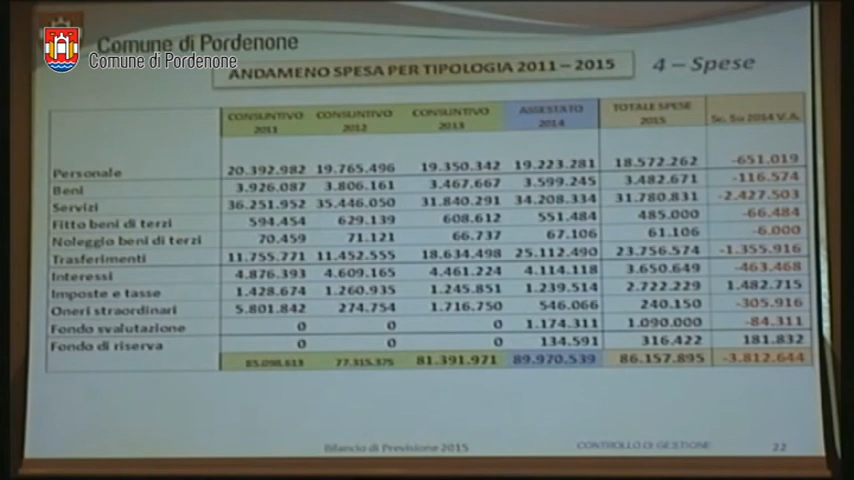 Comune di Pordenone
Comune di Pordenone
ANDAMENO SPESA PER TIPOLOGIA 2011 – 2015
4 – Spese
CONSUNTIVO 2011 CONSUNTIVO 2012 CONSUNTIVO 2013 ASSESTATO 2014 TOTALE SPESE 2015 Sc. Su 2014 V.A.
Personale 20.392.982 19.765.496 19.350.342 19.223.281 18.572.262 -651.019
Beni 3.926.087 3.806.161 3.467.667 3.599.245 3.482.671 -116.574
Servizi 36.251.952 35.446.050 31.840.291 34.208.334 31.780.831 -2.427.503
Fitto beni di terzi 594.454 629.139 608.612 551.484 485.000 -66.484
Noleggio beni di terzi 70.459 71.121 66.737 67.106 61.106 -6.000
Trasferimenti 11.755.771 11.452.555 18.634.498 25.112.490 23.756.574 -1.355.916
Interessi 4.876.393 4.609.165 4.461.224 4.114.118 3.650.649 -463.468
Imposte e tasse 1.428.674 1.260.935 1.245.851 1.239.514 2.722.229 1.482.715
Oneri straordinari 5.801.842 274.754 1.716.750 546.066 240.150 -305.916
Fondo svalutazione 0 0 0 1.174.311 1.090.000 -84.311
Fondo di riserva 0 0 0 134.591 316.422 181.832
85.098.613 77.315.375 81.391.971 89.970.539 86.157.895 -3.812.644
Bilancio di Previsione 2015 CONTROLLO DI GESTIONE 22